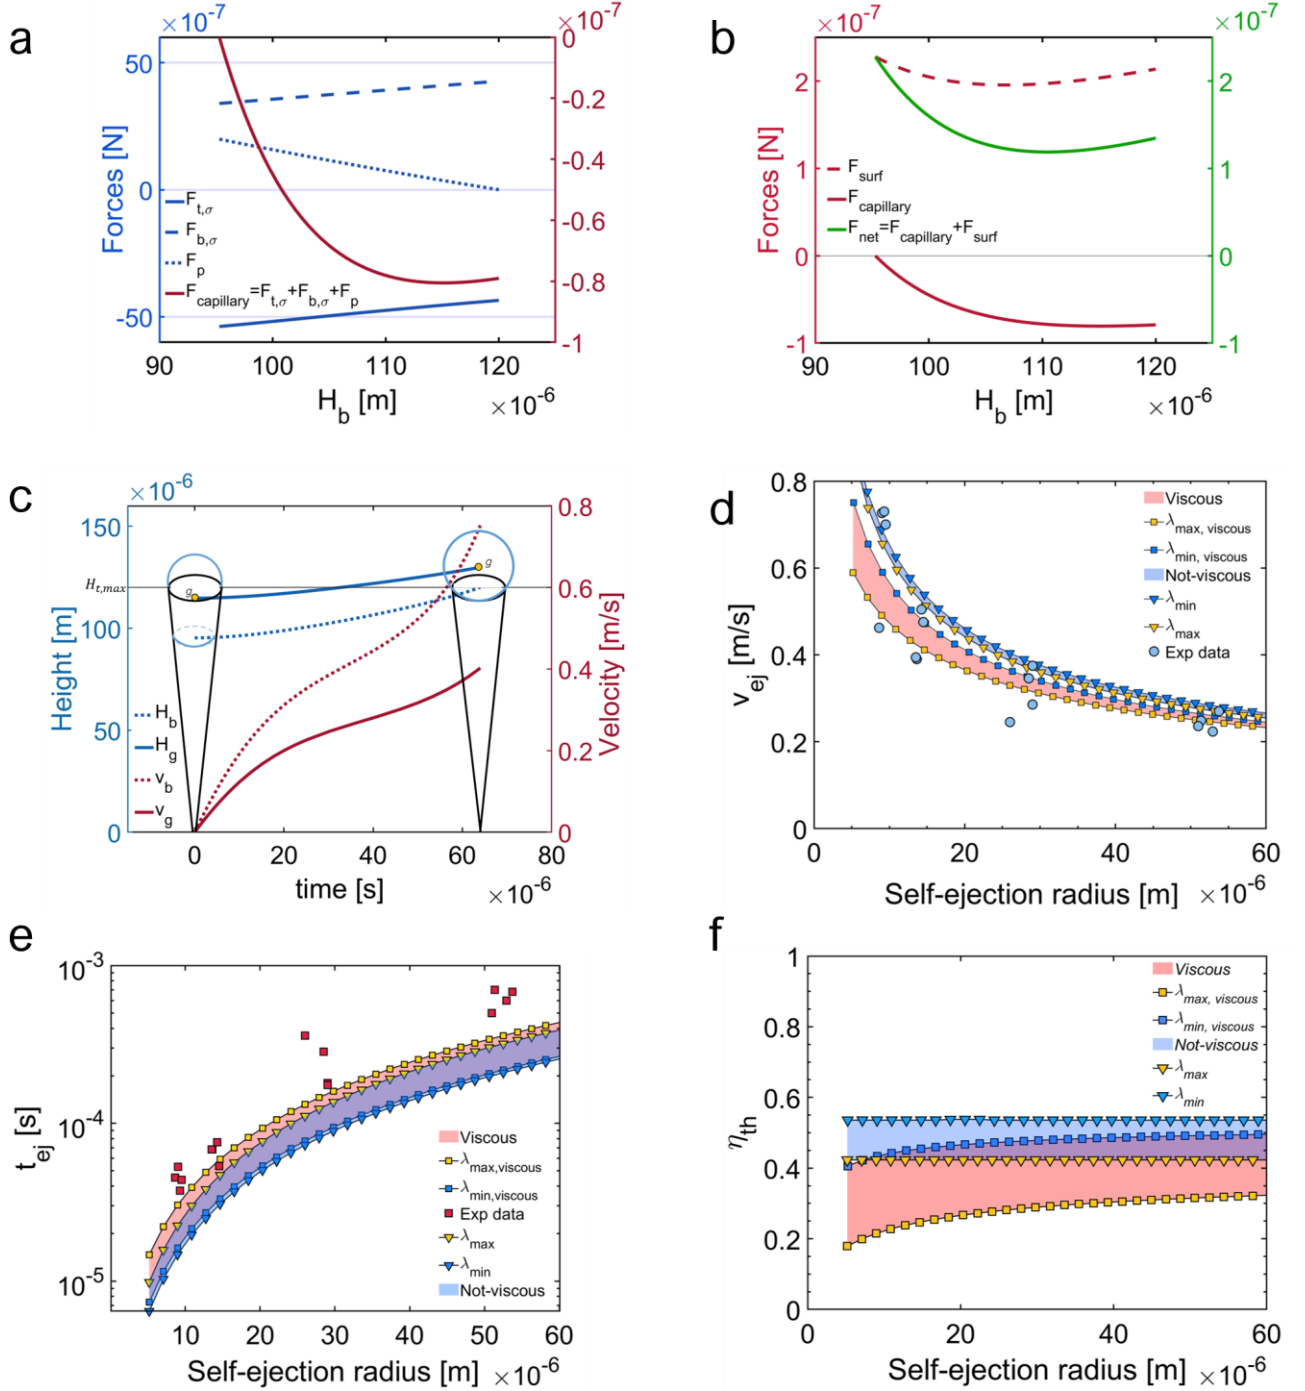 a
×10⁻⁷
×10⁻⁷
50
0
-50
Forces [N]
0
-0.2
-0.4
-0.6
-0.8
-1
F_t,σ
F_b,σ
F_p
F_capillary=F_t,σ+F_b,σ+F_p
90 100 110 120
H_b [m] ×10⁻⁶
b
×10⁻⁷
×10⁻⁷
2
1
0
-1
Forces [N]
2
1
0
-1
F_surf
F_capillary
F_net=F_capillary+F_surf
90 100 110 120
H_b [m] ×10⁻⁶
c
×10⁻⁶
150
H_t,max
100
50
0
Height [m]
0.8
0.6
0.4
0.2
0
Velocity [m/s]
g
g
H_b
H_g
v_b
v_g
0 20 40 60 80
time [s] ×10⁻⁶
d
0.8
0.6
0.4
0.2
0
v_ej [m/s]
Viscous
λ_max, viscous
λ_min, viscous
Not-viscous
λ_min
λ_max
Exp data
0 20 40 60
Self-ejection radius [m] ×10⁻⁶
e
10⁻³
10⁻⁴
10⁻⁵
t_ej [s]
Viscous
λ_max,viscous
λ_min,viscous
Exp data
λ_max
λ_min
Not-viscous
10 20 30 40 50 60
Self-ejection radius [m] ×10⁻⁶
f
1
0.8
0.6
0.4
0.2
0
η_th
Viscous
λ_max, viscous
λ_min, viscous
Not-viscous
λ_max
λ_min
0 20 40 60
Self-ejection radius [m] ×10⁻⁶